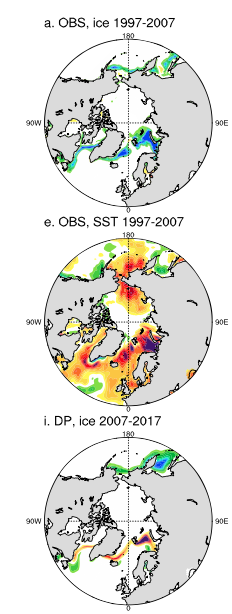 a. OBS, ice 1997-2007
180
90W
90E
0
e. OBS, SST 1997-2007
180
90W
90E
0
i. DP, ice 2007-2017
180
90W
90E
0